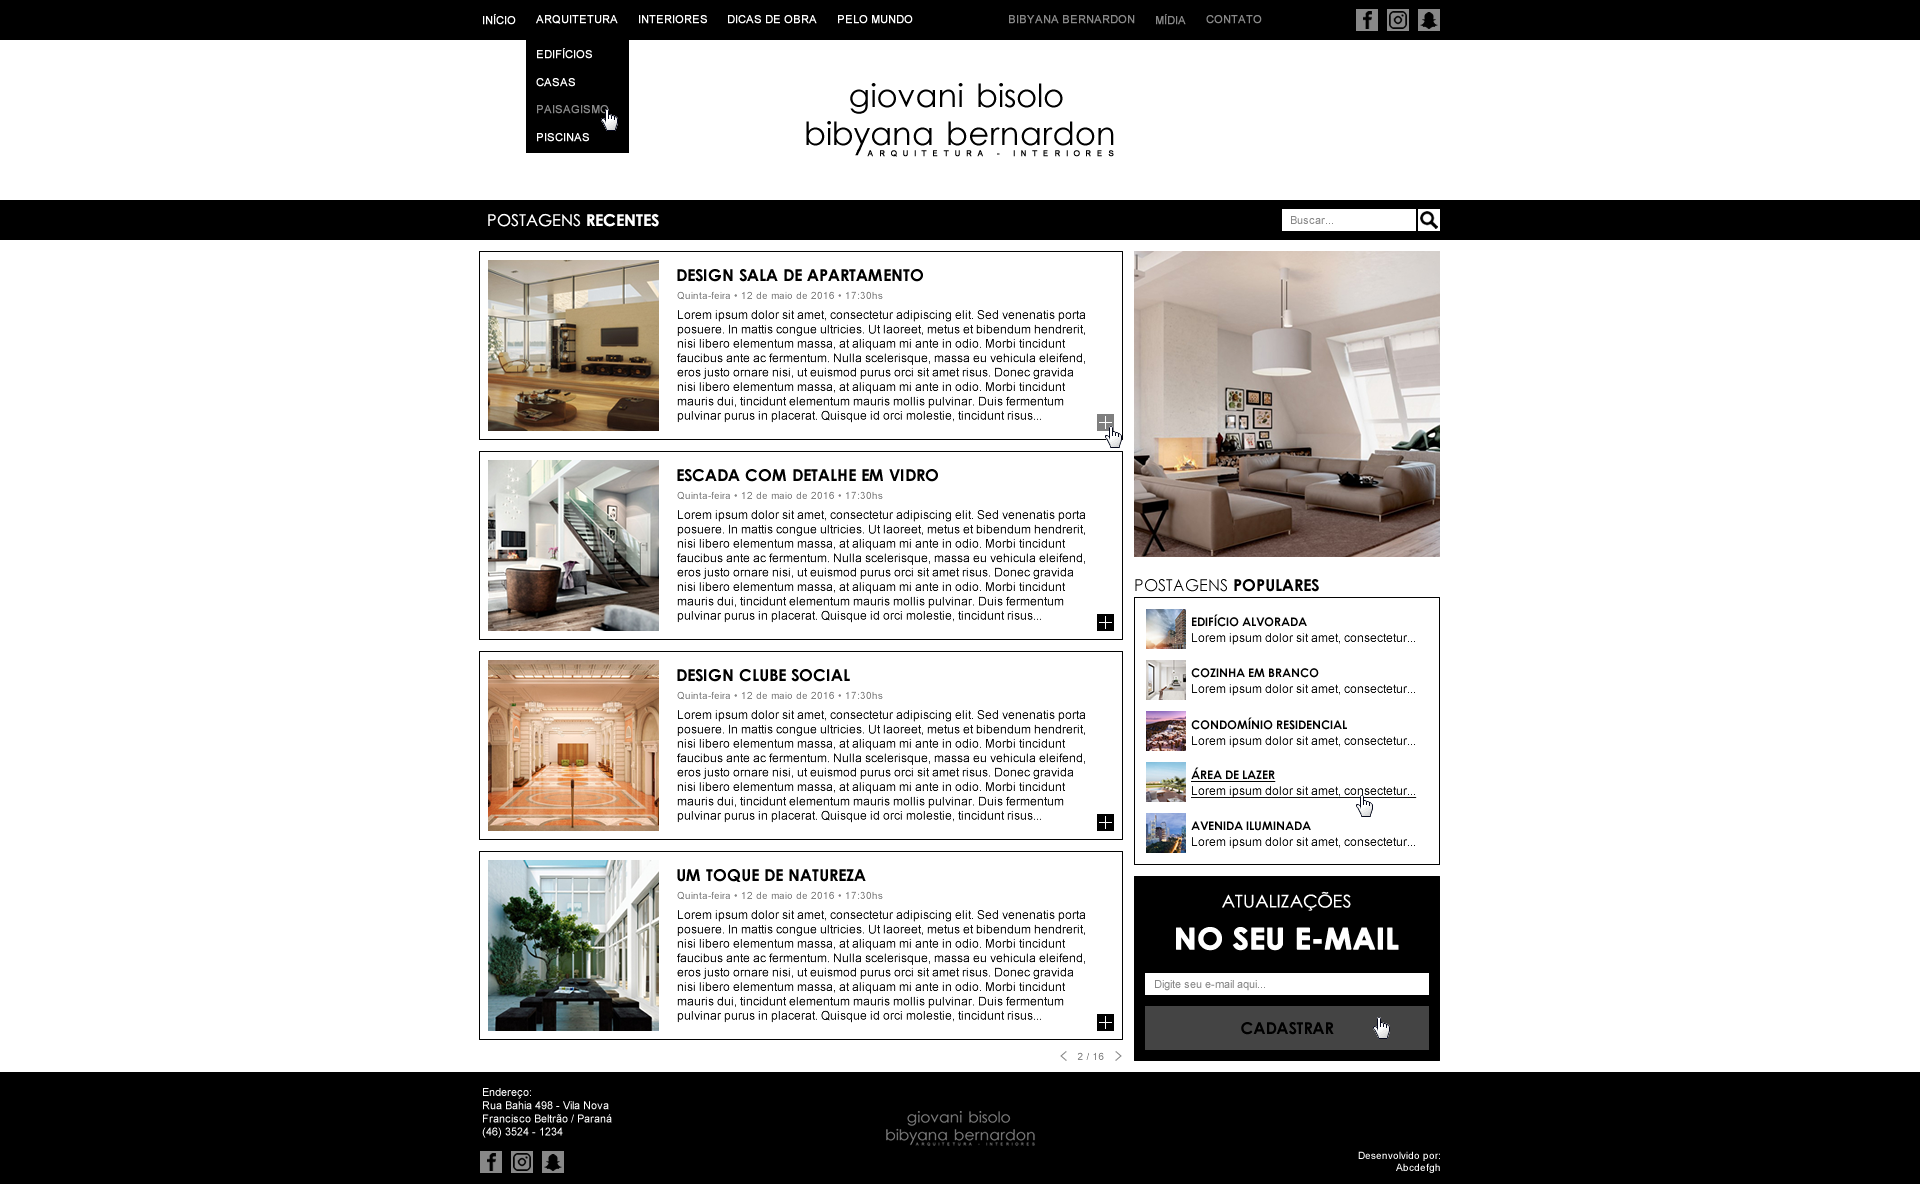 INÍCIO ARQUITETURA INTERIORES DICAS DE OBRA PELO MUNDO BIBYANA BERNARDON MÍDIA CONTATO
EDIFÍCIOS
CASAS
PAISAGISMO
PISCINAS
giovani bisolo
bibyana bernardon
ARQUITETURA - INTERIORES
POSTAGENS RECENTES
Buscar...
DESIGN SALA DE APARTAMENTO
Quinta-feira • 12 de maio de 2016 • 17:30hs
Lorem ipsum dolor sit amet, consectetur adipiscing elit. Sed venenatis porta
posuere. In mattis congue ultricies. Ut laoreet, metus et bibendum hendrerit,
nisi libero elementum massa, at aliquam mi ante in odio. Morbi tincidunt
faucibus ante ac fermentum. Nulla scelerisque, massa eu vehicula eleifend,
eros justo ornare nisi, ut euismod purus orci sit amet risus. Donec gravida
nisi libero elementum massa, at aliquam mi ante in odio. Morbi tincidunt
mauris dui, tincidunt elementum mauris mollis pulvinar. Duis fermentum
pulvinar purus in placerat. Quisque id orci molestie, tincidunt risus...
ESCADA COM DETALHE EM VIDRO
Quinta-feira • 12 de maio de 2016 • 17:30hs
Lorem ipsum dolor sit amet, consectetur adipiscing elit. Sed venenatis porta
posuere. In mattis congue ultricies. Ut laoreet, metus et bibendum hendrerit,
nisi libero elementum massa, at aliquam mi ante in odio. Morbi tincidunt
faucibus ante ac fermentum. Nulla scelerisque, massa eu vehicula eleifend,
eros justo ornare nisi, ut euismod purus orci sit amet risus. Donec gravida
nisi libero elementum massa, at aliquam mi ante in odio. Morbi tincidunt
mauris dui, tincidunt elementum mauris mollis pulvinar. Duis fermentum
pulvinar purus in placerat. Quisque id orci molestie, tincidunt risus...
DESIGN CLUBE SOCIAL
Quinta-feira • 12 de maio de 2016 • 17:30hs
Lorem ipsum dolor sit amet, consectetur adipiscing elit. Sed venenatis porta
posuere. In mattis congue ultricies. Ut laoreet, metus et bibendum hendrerit,
nisi libero elementum massa, at aliquam mi ante in odio. Morbi tincidunt
faucibus ante ac fermentum. Nulla scelerisque, massa eu vehicula eleifend,
eros justo ornare nisi, ut euismod purus orci sit amet risus. Donec gravida
nisi libero elementum massa, at aliquam mi ante in odio. Morbi tincidunt
mauris dui, tincidunt elementum mauris mollis pulvinar. Duis fermentum
pulvinar purus in placerat. Quisque id orci molestie, tincidunt risus...
UM TOQUE DE NATUREZA
Quinta-feira • 12 de maio de 2016 • 17:30hs
Lorem ipsum dolor sit amet, consectetur adipiscing elit. Sed venenatis porta
posuere. In mattis congue ultricies. Ut laoreet, metus et bibendum hendrerit,
nisi libero elementum massa, at aliquam mi ante in odio. Morbi tincidunt
faucibus ante ac fermentum. Nulla scelerisque, massa eu vehicula eleifend,
eros justo ornare nisi, ut euismod purus orci sit amet risus. Donec gravida
nisi libero elementum massa, at aliquam mi ante in odio. Morbi tincidunt
mauris dui, tincidunt elementum mauris mollis pulvinar. Duis fermentum
pulvinar purus in placerat. Quisque id orci molestie, tincidunt risus...
2 / 16
POSTAGENS POPULARES
EDIFÍCIO ALVORADA
Lorem ipsum dolor sit amet, consectetur...
COZINHA EM BRANCO
Lorem ipsum dolor sit amet, consectetur...
CONDOMÍNIO RESIDENCIAL
Lorem ipsum dolor sit amet, consectetur...
ÁREA DE LAZER
Lorem ipsum dolor sit amet, consectetur...
AVENIDA ILUMINADA
Lorem ipsum dolor sit amet, consectetur...
ATUALIZAÇÕES
NO SEU E-MAIL
Digite seu e-mail aqui...
CADASTRAR
Endereço:
Rua Bahia 498 - Vila Nova
Francisco Beltrão / Paraná
(46) 3524 - 1234
giovani bisolo
bibyana bernardon
ARQUITETURA - INTERIORES
Desenvolvido por:
Abcdefgh